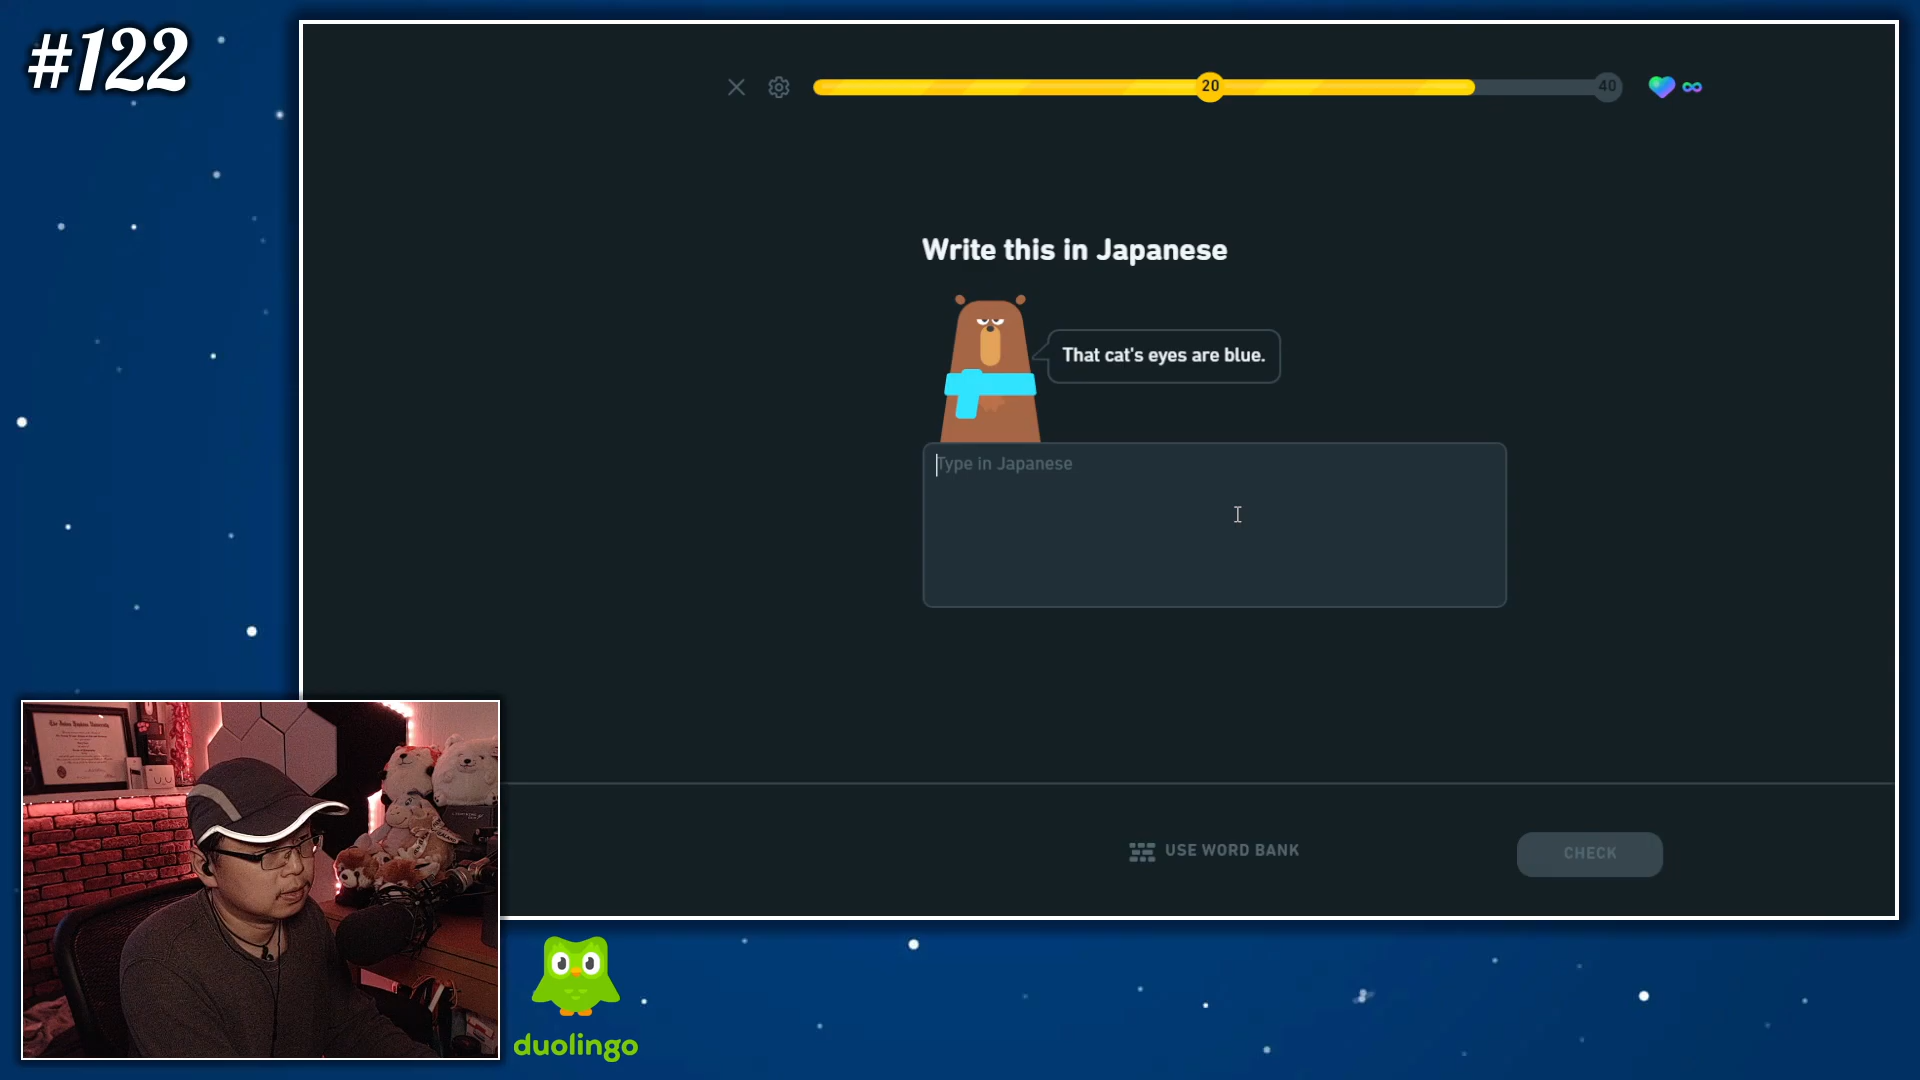 #122
20
40
Write this in Japanese
That cat's eyes are blue.
Type in Japanese
USE WORD BANK
CHECK
duolingo